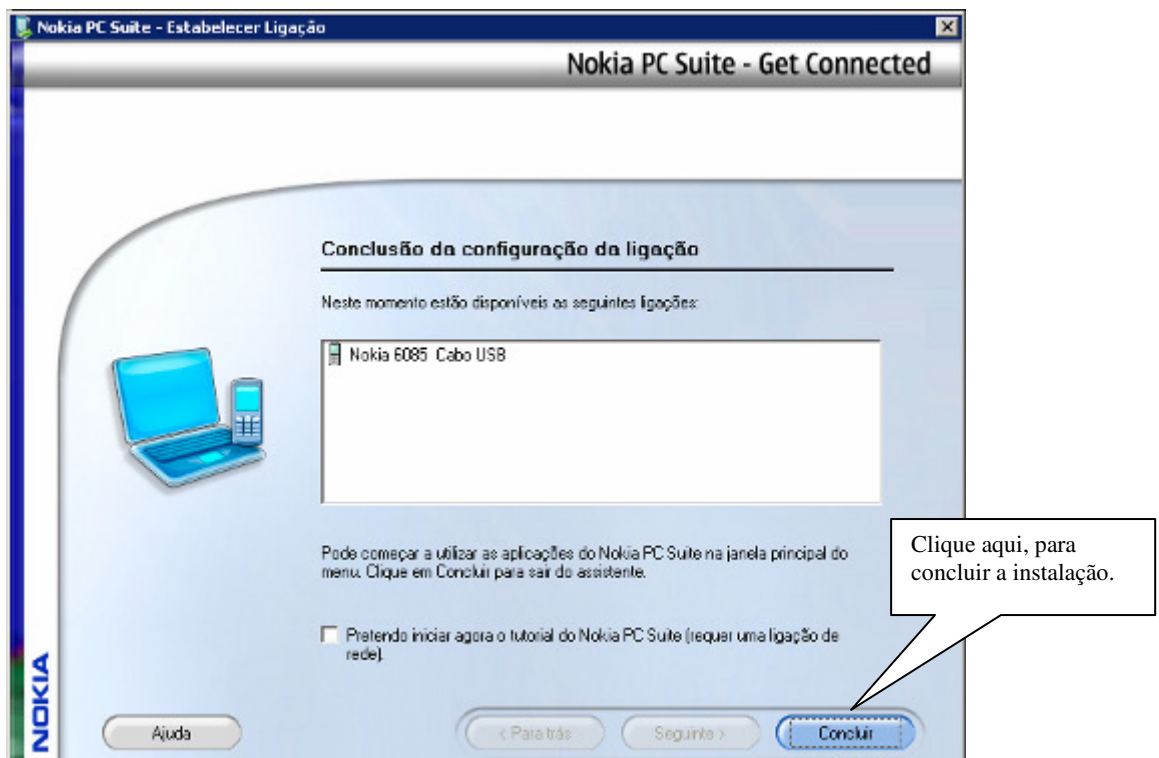 Nokia PC Suite - Estabelecer Ligação
Nokia PC Suite - Get Connected
Conclusão da configuração da ligação
Neste momento estão disponíveis as seguintes ligações:
Nokia 6085 Cabo USB
Pode começar a utilizar as aplicações do Nokia PC Suite na janela principal do
menu. Clique em Concluir para sair do assistente.
Clique aqui, para
concluir a instalação.
Pretendo iniciar agora o tutorial do Nokia PC Suite (requer uma ligação de
rede).
NOKIA
Ajuda
< Para trás
Seguinte >
Concluir